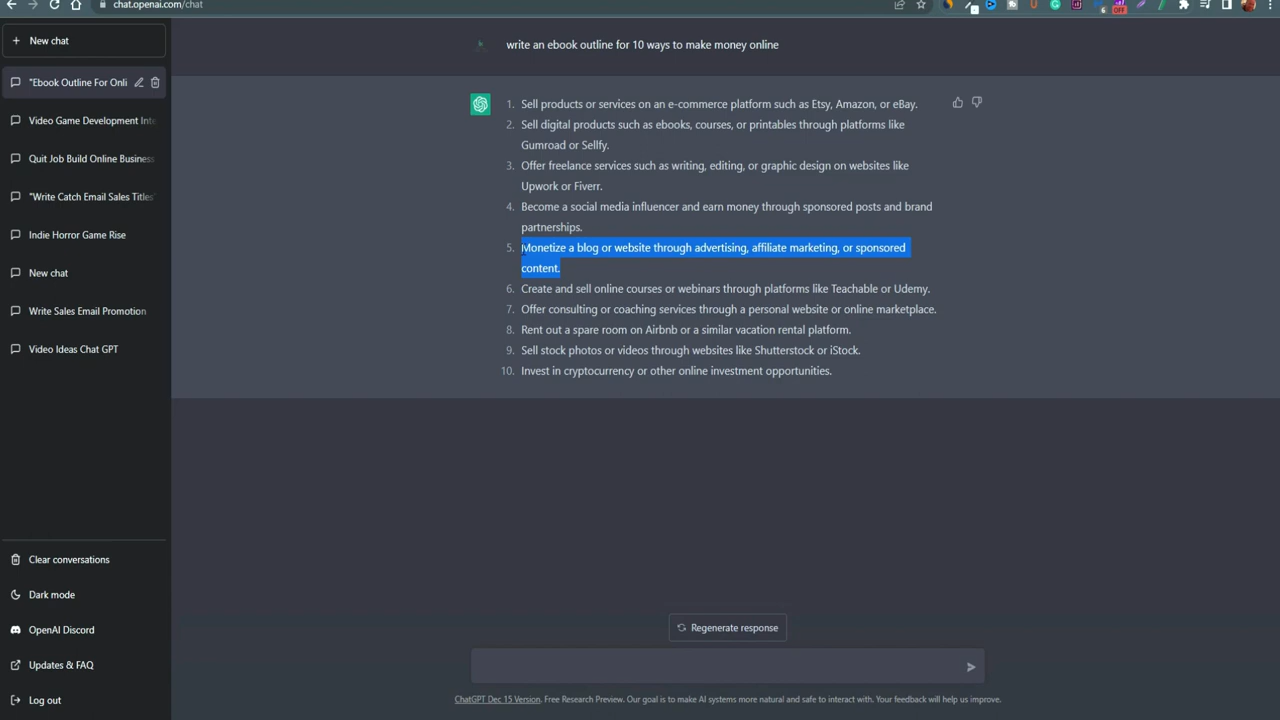 chat.openai.com/chat
New chat
"Ebook Outline For Onli
Video Game Development Inte
Quit Job Build Online Business
"Write Catch Email Sales Titles"
Indie Horror Game Rise
New chat
Write Sales Email Promotion
Video Ideas Chat GPT
Clear conversations
Dark mode
OpenAI Discord
Updates & FAQ
Log out
write an ebook outline for 10 ways to make money online
1. Sell products or services on an e-commerce platform such as Etsy, Amazon, or eBay.
2. Sell digital products such as ebooks, courses, or printables through platforms like
Gumroad or Sellfy.
3. Offer freelance services such as writing, editing, or graphic design on websites like
Upwork or Fiverr.
4. Become a social media influencer and earn money through sponsored posts and brand
partnerships.
5. Monetize a blog or website through advertising, affiliate marketing, or sponsored
content.
6. Create and sell online courses or webinars through platforms like Teachable or Udemy.
7. Offer consulting or coaching services through a personal website or online marketplace.
8. Rent out a spare room on Airbnb or a similar vacation rental platform.
9. Sell stock photos or videos through websites like Shutterstock or iStock.
10. Invest in cryptocurrency or other online investment opportunities.
Regenerate response
ChatGPT Dec 15 Version. Free Research Preview. Our goal is to make AI systems more natural and safe to interact with. Your feedback will help us improve.